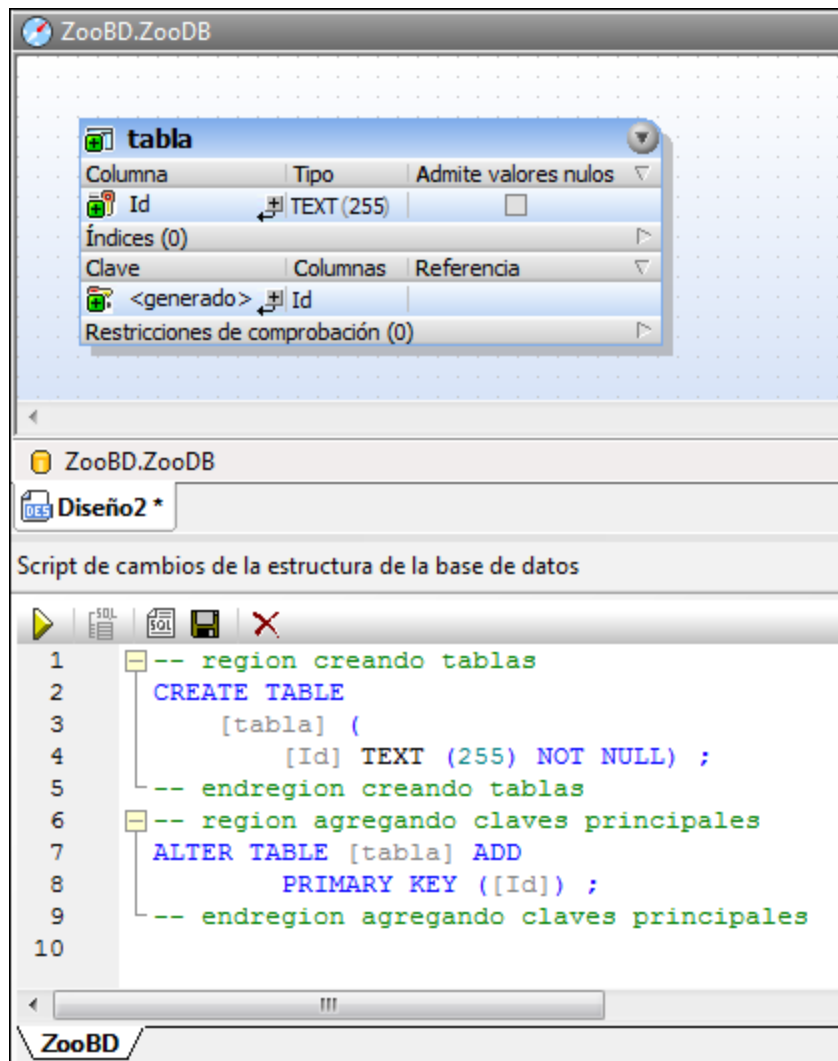 ZooBD.ZooDB
tabla
Columna Tipo Admite valores nulos
Id TEXT (255)
Índices (0)
Clave Columnas Referencia
<generado> Id
Restricciones de comprobación (0)
ZooBD.ZooDB
DES Diseño2 *
Script de cambios de la estructura de la base de datos
SQL SQL
1 -- region creando tablas
2 CREATE TABLE
3 [tabla] (
4 [Id] TEXT (255) NOT NULL) ;
5 -- endregion creando tablas
6 -- region agregando claves principales
7 ALTER TABLE [tabla] ADD
8 PRIMARY KEY ([Id]) ;
9 -- endregion agregando claves principales
10
ZooBD